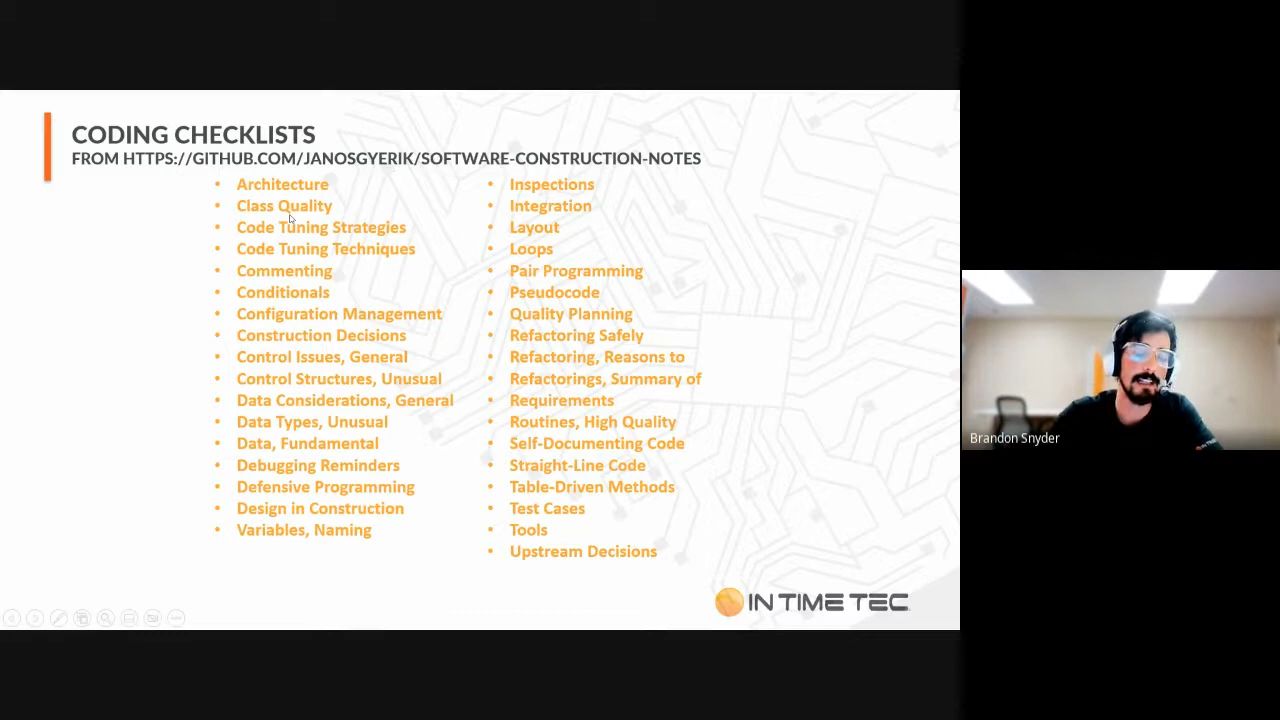 CODING CHECKLISTS
FROM HTTPS://GITHUB.COM/JANOSGYERIK/SOFTWARE-CONSTRUCTION-NOTES
• Architecture
• Class Quality
• Code Tuning Strategies
• Code Tuning Techniques
• Commenting
• Conditionals
• Configuration Management
• Construction Decisions
• Control Issues, General
• Control Structures, Unusual
• Data Considerations, General
• Data Types, Unusual
• Data, Fundamental
• Debugging Reminders
• Defensive Programming
• Design in Construction
• Variables, Naming
• Inspections
• Integration
• Layout
• Loops
• Pair Programming
• Pseudocode
• Quality Planning
• Refactoring Safely
• Refactoring, Reasons to
• Refactorings, Summary of
• Requirements
• Routines, High Quality
• Self-Documenting Code
• Straight-Line Code
• Table-Driven Methods
• Test Cases
• Tools
• Upstream Decisions
IN TIME TEC
Brandon Snyder